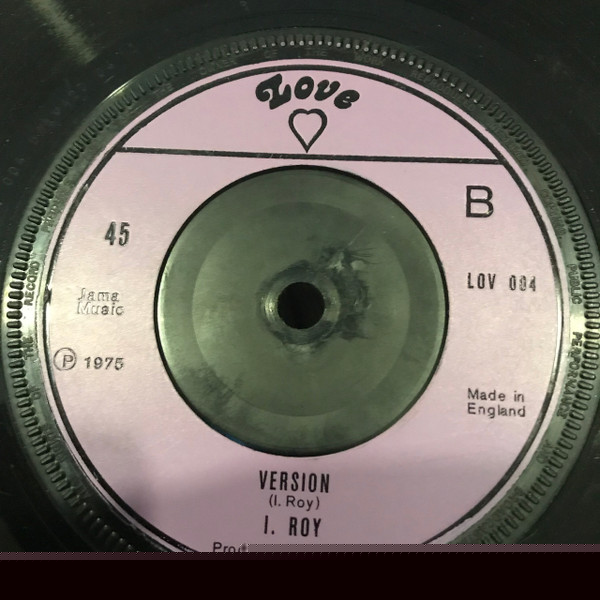 Love
B
45
LOV 004
Jama
Music
Ⓟ 1975
Made in
England
VERSION
(I. Roy)
I. ROY